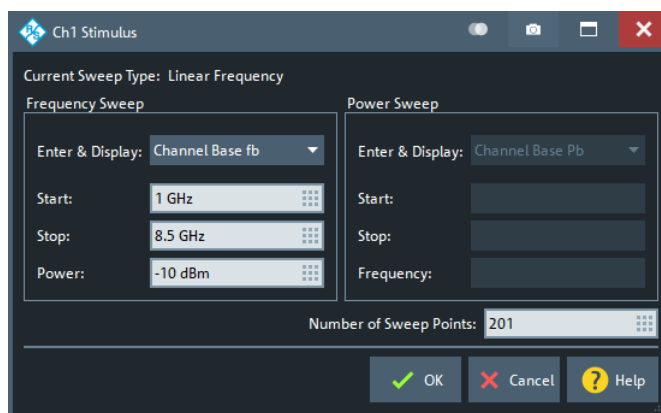 Ch1 Stimulus
Current Sweep Type: Linear Frequency
Frequency Sweep
Enter & Display: Channel Base fb
Start: 1 GHz
Stop: 8.5 GHz
Power: -10 dBm
Power Sweep
Enter & Display: Channel Base Pb
Start:
Stop:
Frequency:
Number of Sweep Points: 201
OK
Cancel
? Help